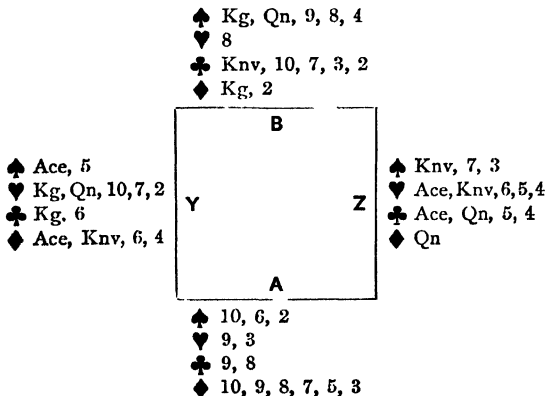 ♠ Kg, Qn, 9, 8, 4
♥ 8
♣ Knv, 10, 7, 3, 2
♦ Kg, 2
B
♠ Ace, 5
♥ Kg, Qn, 10, 7, 2
♣ Kg. 6
♦ Ace, Knv, 6, 4
Y
Z
♠ Knv, 7, 3
♥ Ace, Knv, 6, 5, 4
♣ Ace, Qn, 5, 4
♦ Qn
A
♠ 10, 6, 2
♥ 9, 3
♣ 9, 8
♦ 10, 9, 8, 7, 5, 3